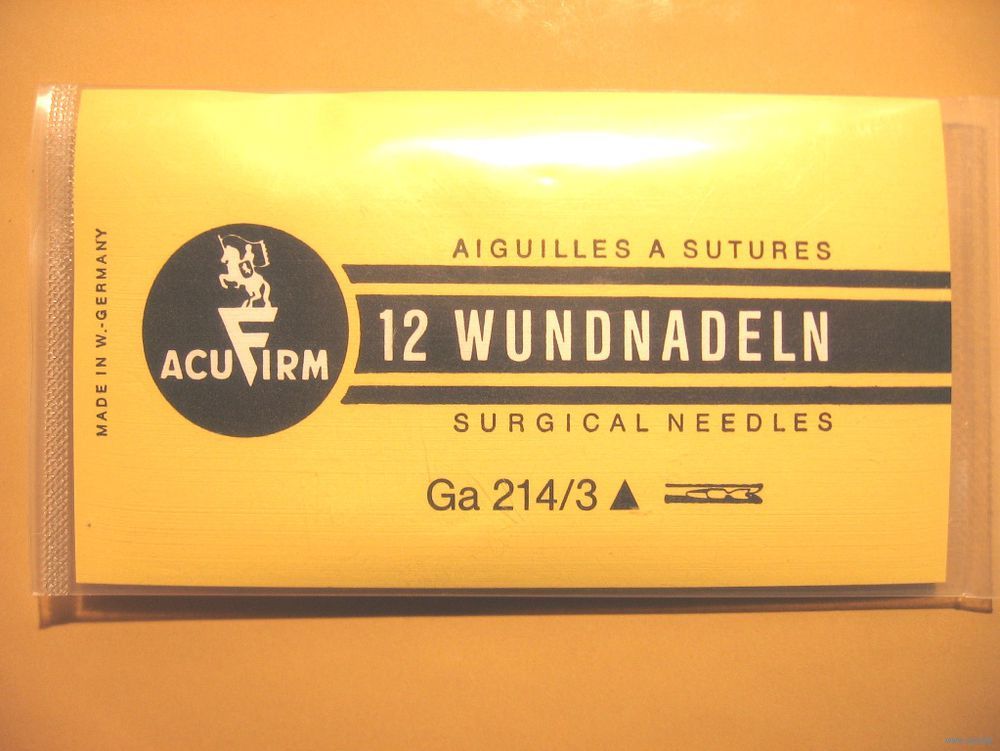 MADE IN W.-GERMANY
ACUFIRM
AIGUILLES A SUTURES
12 WUNDNADELN
SURGICAL NEEDLES
Ga 214/3 ▲